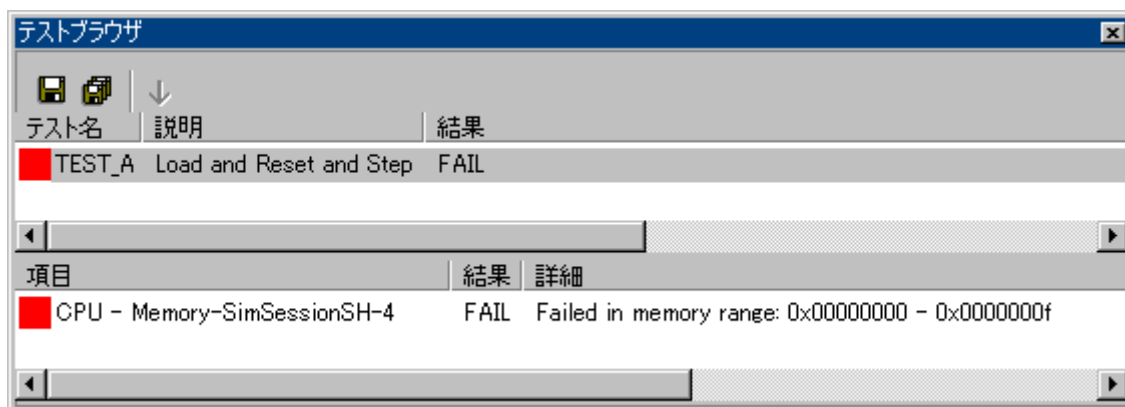 テストブラウザ
テスト名 説明 結果
TEST_A Load and Reset and Step FAIL
項目 結果 詳細
CPU - Memory-SimSessionSH-4 FAIL Failed in memory range: 0x00000000 - 0x0000000f